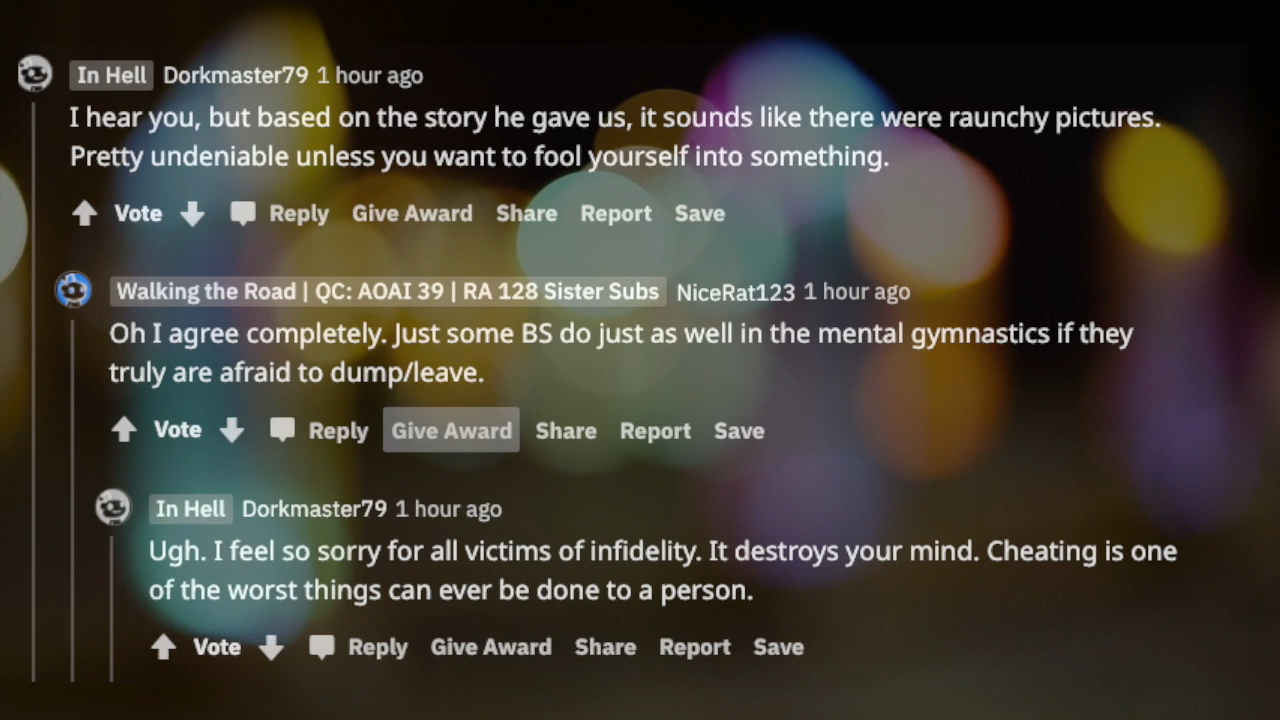 In Hell Dorkmaster79 1 hour ago
I hear you, but based on the story he gave us, it sounds like there were raunchy pictures.
Pretty undeniable unless you want to fool yourself into something.
Vote Reply Give Award Share Report Save
Walking the Road | QC: AOAI 39 | RA 128 Sister Subs NiceRat123 1 hour ago
Oh I agree completely. Just some BS do just as well in the mental gymnastics if they
truly are afraid to dump/leave.
Vote Reply Give Award Share Report Save
In Hell Dorkmaster79 1 hour ago
Ugh. I feel so sorry for all victims of infidelity. It destroys your mind. Cheating is one
of the worst things can ever be done to a person.
Vote Reply Give Award Share Report Save